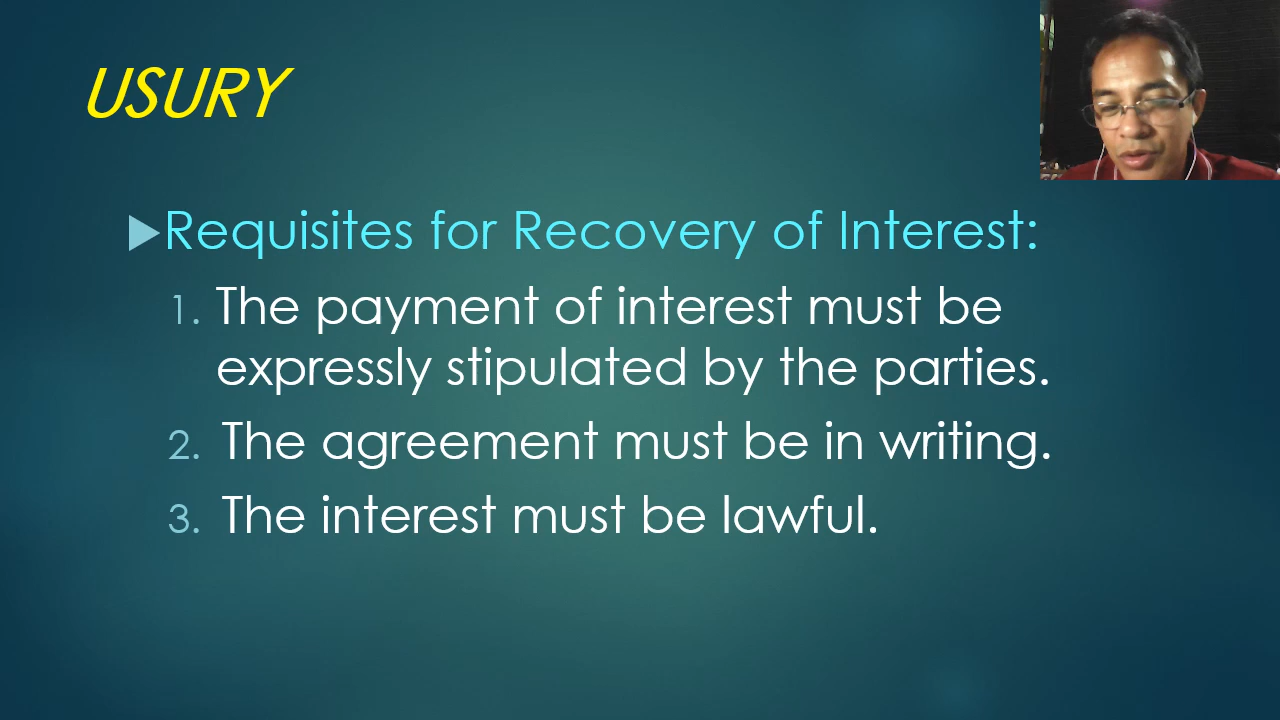 USURY
Requisites for Recovery of Interest:
1. The payment of interest must be
expressly stipulated by the parties.
2. The agreement must be in writing.
3. The interest must be lawful.